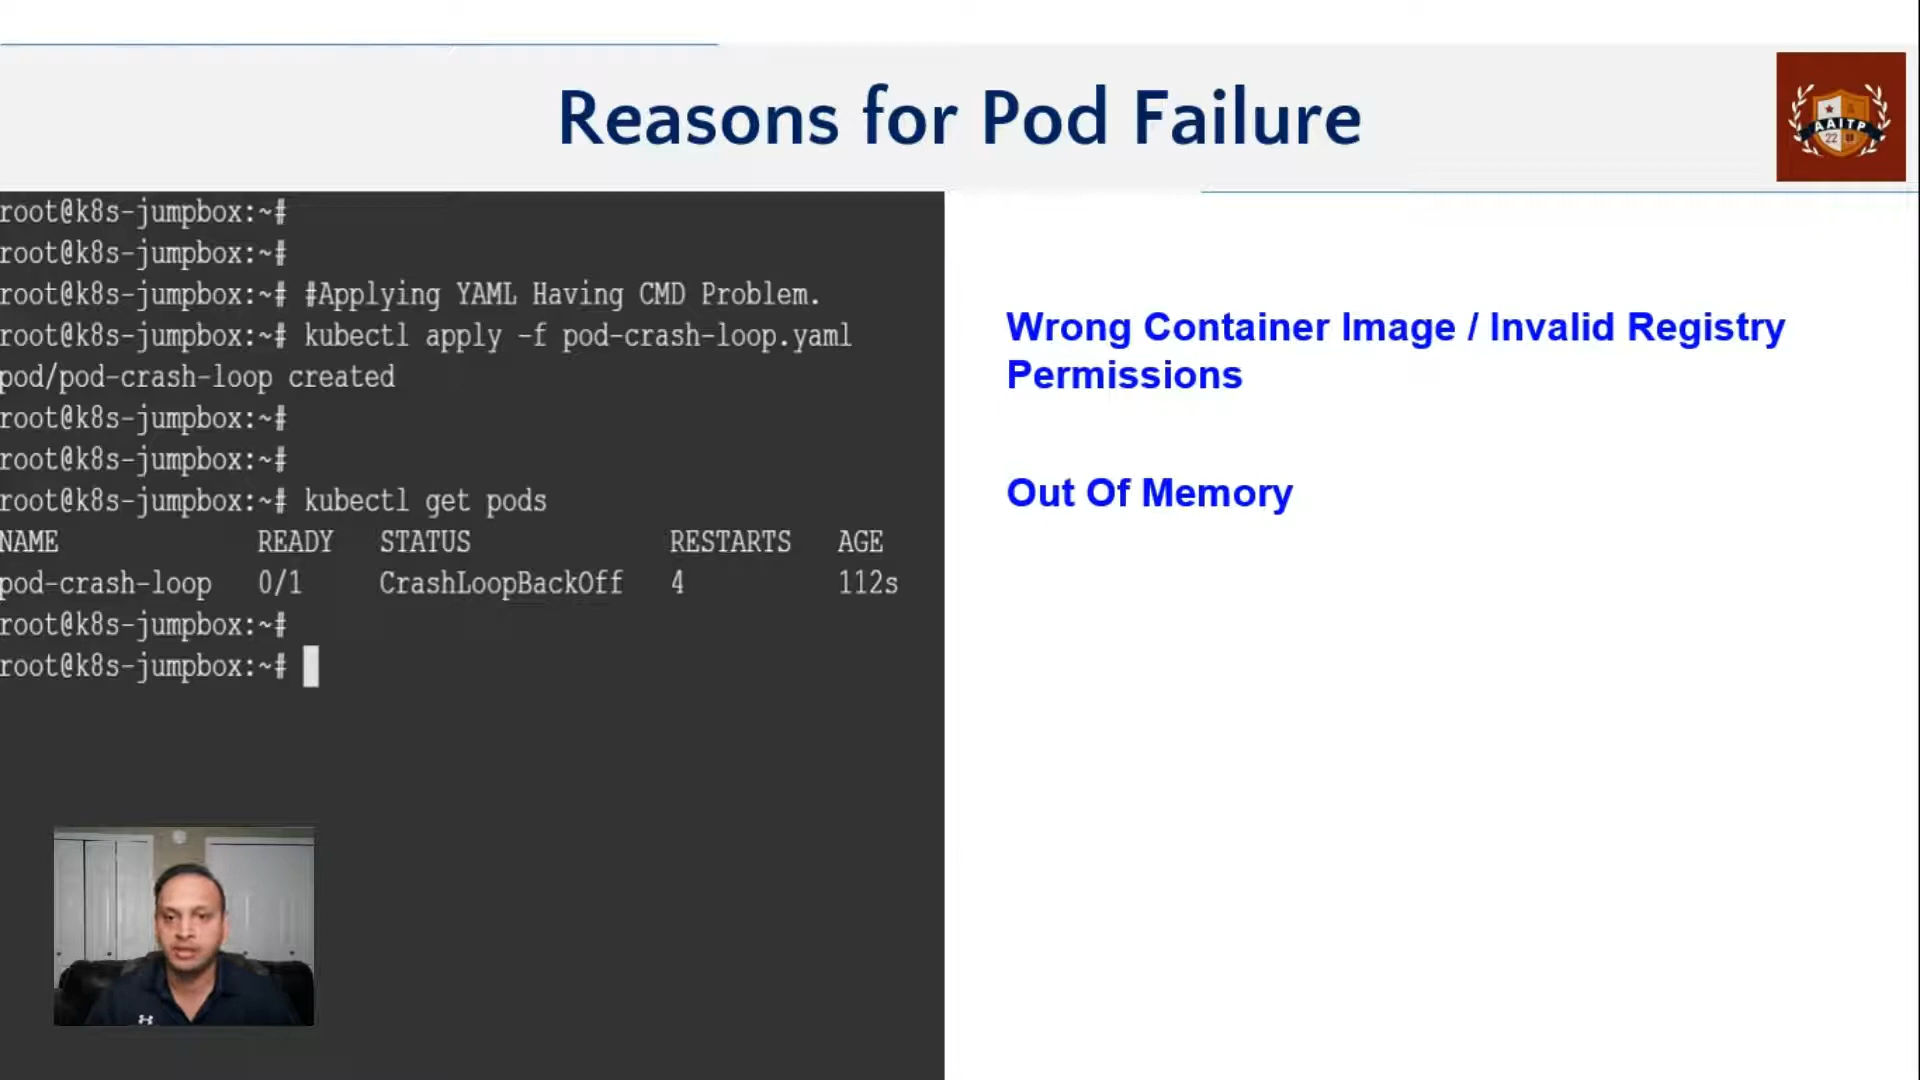 Reasons for Pod Failure
AAITP
22
root@k8s-jumpbox:~#
root@k8s-jumpbox:~#
root@k8s-jumpbox:~# #Applying YAML Having CMD Problem.
root@k8s-jumpbox:~# kubectl apply -f pod-crash-loop.yaml
pod/pod-crash-loop created
root@k8s-jumpbox:~#
root@k8s-jumpbox:~#
root@k8s-jumpbox:~# kubectl get pods
NAME READY STATUS RESTARTS AGE
pod-crash-loop 0/1 CrashLoopBackOff 4 112s
root@k8s-jumpbox:~#
root@k8s-jumpbox:~#
Wrong Container Image / Invalid Registry
Permissions
Out Of Memory